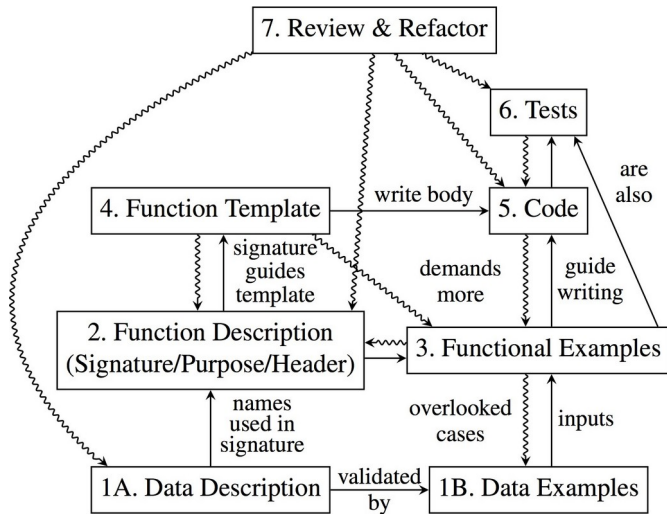 7. Review & Refactor
6. Tests
are
also
4. Function Template
write body
5. Code
signature
guides
template
demands
more
guide
writing
2. Function Description
(Signature/Purpose/Header)
3. Functional Examples
names
used in
signature
overlooked
cases
inputs
1A. Data Description
validated
by
1B. Data Examples